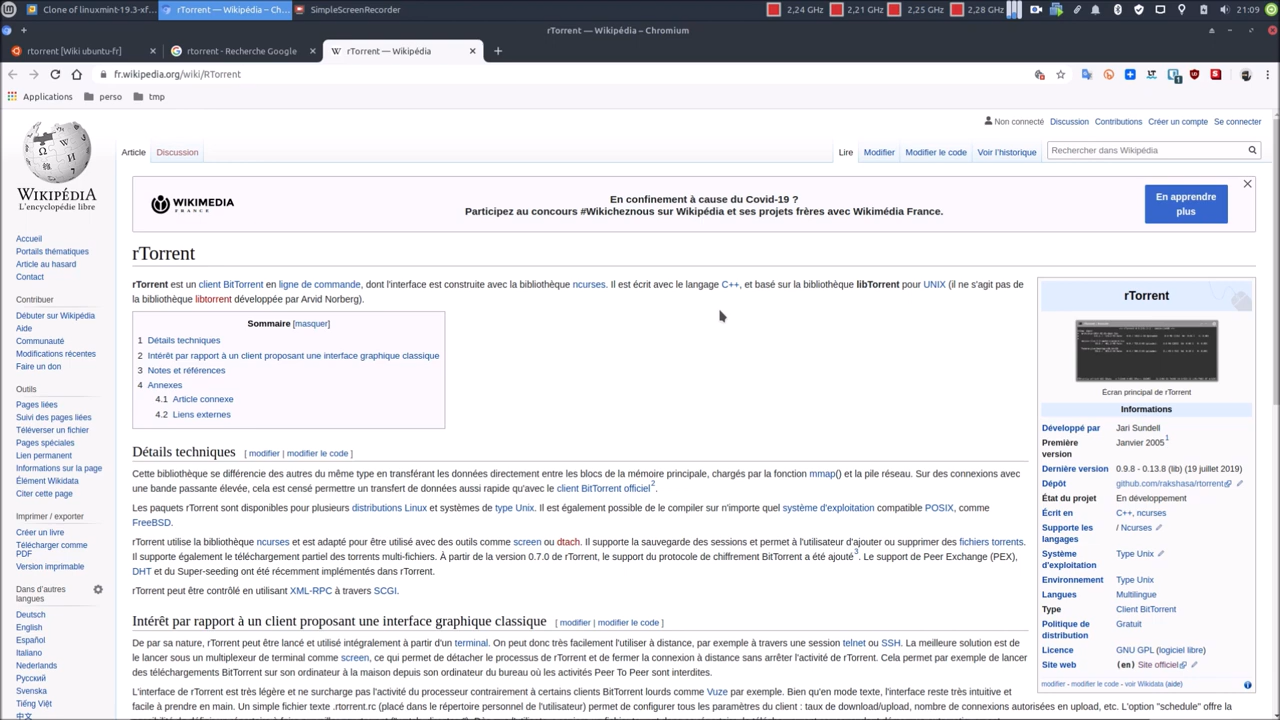 Clone of linuxmint-19.3-xf...
rTorrent — Wikipédia – Ch...
SimpleScreenRecorder
2,24 GHz
2,21 GHz
2,25 GHz
2,28 GHz
21:09
rTorrent — Wikipédia – Chromium
rtorrent [Wiki ubuntu-fr]
rtorrent - Recherche Google
rTorrent — Wikipédia
fr.wikipedia.org/wiki/RTorrent
Applications
perso
tmp
Non connecté Discussion Contributions Créer un compte Se connecter
Article Discussion
Lire Modifier Modifier le code Voir l'historique
Rechercher dans Wikipédia
WIKIPÉDIA
L'encyclopédie libre
WIKIMEDIA
FRANCE
En confinement à cause du Covid-19 ?
Participez au concours #Wikicheznous sur Wikipédia et ses projets frères avec Wikimédia France.
En apprendre
plus
Accueil
Portails thématiques
Article au hasard
Contact
Contribuer
Débuter sur Wikipédia
Aide
Communauté
Modifications récentes
Faire un don
Outils
Pages liées
Suivi des pages liées
Téléverser un fichier
Pages spéciales
Lien permanent
Informations sur la page
Élément Wikidata
Citer cette page
Imprimer / exporter
Créer un livre
Télécharger comme
PDF
Version imprimable
Dans d'autres
langues
Deutsch
English
Español
Italiano
Nederlands
Русский
Svenska
Tiếng Việt
中文
rTorrent
rTorrent est un client BitTorrent en ligne de commande, dont l'interface est construite avec la bibliothèque ncurses. Il est écrit avec le langage C++, et basé sur la bibliothèque libTorrent pour UNIX (il ne s'agit pas de
la bibliothèque libtorrent développée par Arvid Norberg).
Sommaire [masquer]
1 Détails techniques
2 Intérêt par rapport à un client proposant une interface graphique classique
3 Notes et références
4 Annexes
4.1 Article connexe
4.2 Liens externes
Détails techniques [ modifier | modifier le code ]
Cette bibliothèque se différencie des autres du même type en transférant les données directement entre les blocs de la mémoire principale, chargés par la fonction mmap() et la pile réseau. Sur des connexions avec
une bande passante élevée, cela est censé permettre un transfert de données aussi rapide qu'avec le client BitTorrent officiel2.
Les paquets rTorrent sont disponibles pour plusieurs distributions Linux et systèmes de type Unix. Il est également possible de le compiler sur n'importe quel système d'exploitation compatible POSIX, comme
FreeBSD.
rTorrent utilise la bibliothèque ncurses et est adapté pour être utilisé avec des outils comme screen ou dtach. Il supporte la sauvegarde des sessions et permet à l'utilisateur d'ajouter ou supprimer des fichiers torrents.
Il supporte également le téléchargement partiel des torrents multi-fichiers. À partir de la version 0.7.0 de rTorrent, le support du protocole de chiffrement BitTorrent a été ajouté3. Le support de Peer Exchange (PEX),
DHT et du Super-seeding ont été récemment implémentés dans rTorrent.
rTorrent peut être contrôlé en utilisant XML-RPC à travers SCGI.
Intérêt par rapport à un client proposant une interface graphique classique [ modifier | modifier le code ]
De par sa nature, rTorrent peut être lancé et utilisé intégralement à partir d'un terminal. On peut donc très facilement l'utiliser à distance, par exemple à travers une session telnet ou SSH. La meilleure solution est de
le lancer sous un multiplexeur de terminal comme screen, ce qui permet de détacher le processus de rTorrent et de fermer la connexion à distance sans arrêter l'activité de rTorrent. Cela permet par exemple de lancer
des téléchargements BitTorrent sur son ordinateur à la maison depuis son ordinateur du bureau où les activités Peer To Peer sont interdites.
L'interface de rTorrent est très légère et ne surcharge pas l'activité du processeur contrairement à certains clients BitTorrent lourds comme Vuze par exemple. Bien qu'en mode texte, l'interface reste très intuitive et
facile à prendre en main. Un simple fichier texte .rtorrent.rc (placé dans le répertoire personnel de l'utilisateur) permet de configurer tous les paramètres du client : taux de download/upload, nombre de connexions autorisées en upload, etc. L'option "schedule" offre la
rTorrent
Écran principal de rTorrent
Informations
Développé par Jari Sundell
Première Janvier 2005 1
version
Dernière version 0.9.8 - 0.13.8 (lib) (19 juillet 2019)
Dépôt github.com/rakshasa/rtorrent
État du projet En développement
Écrit en C++, ncurses
Supporte les / Ncurses
langages
Système Type Unix
d'exploitation
Environnement Type Unix
Langues Multilingue
Type Client BitTorrent
Politique de Gratuit
distribution
Licence GNU GPL (logiciel libre)
Site web (en) Site officiel
modifier - modifier le code - voir Wikidata (aide)